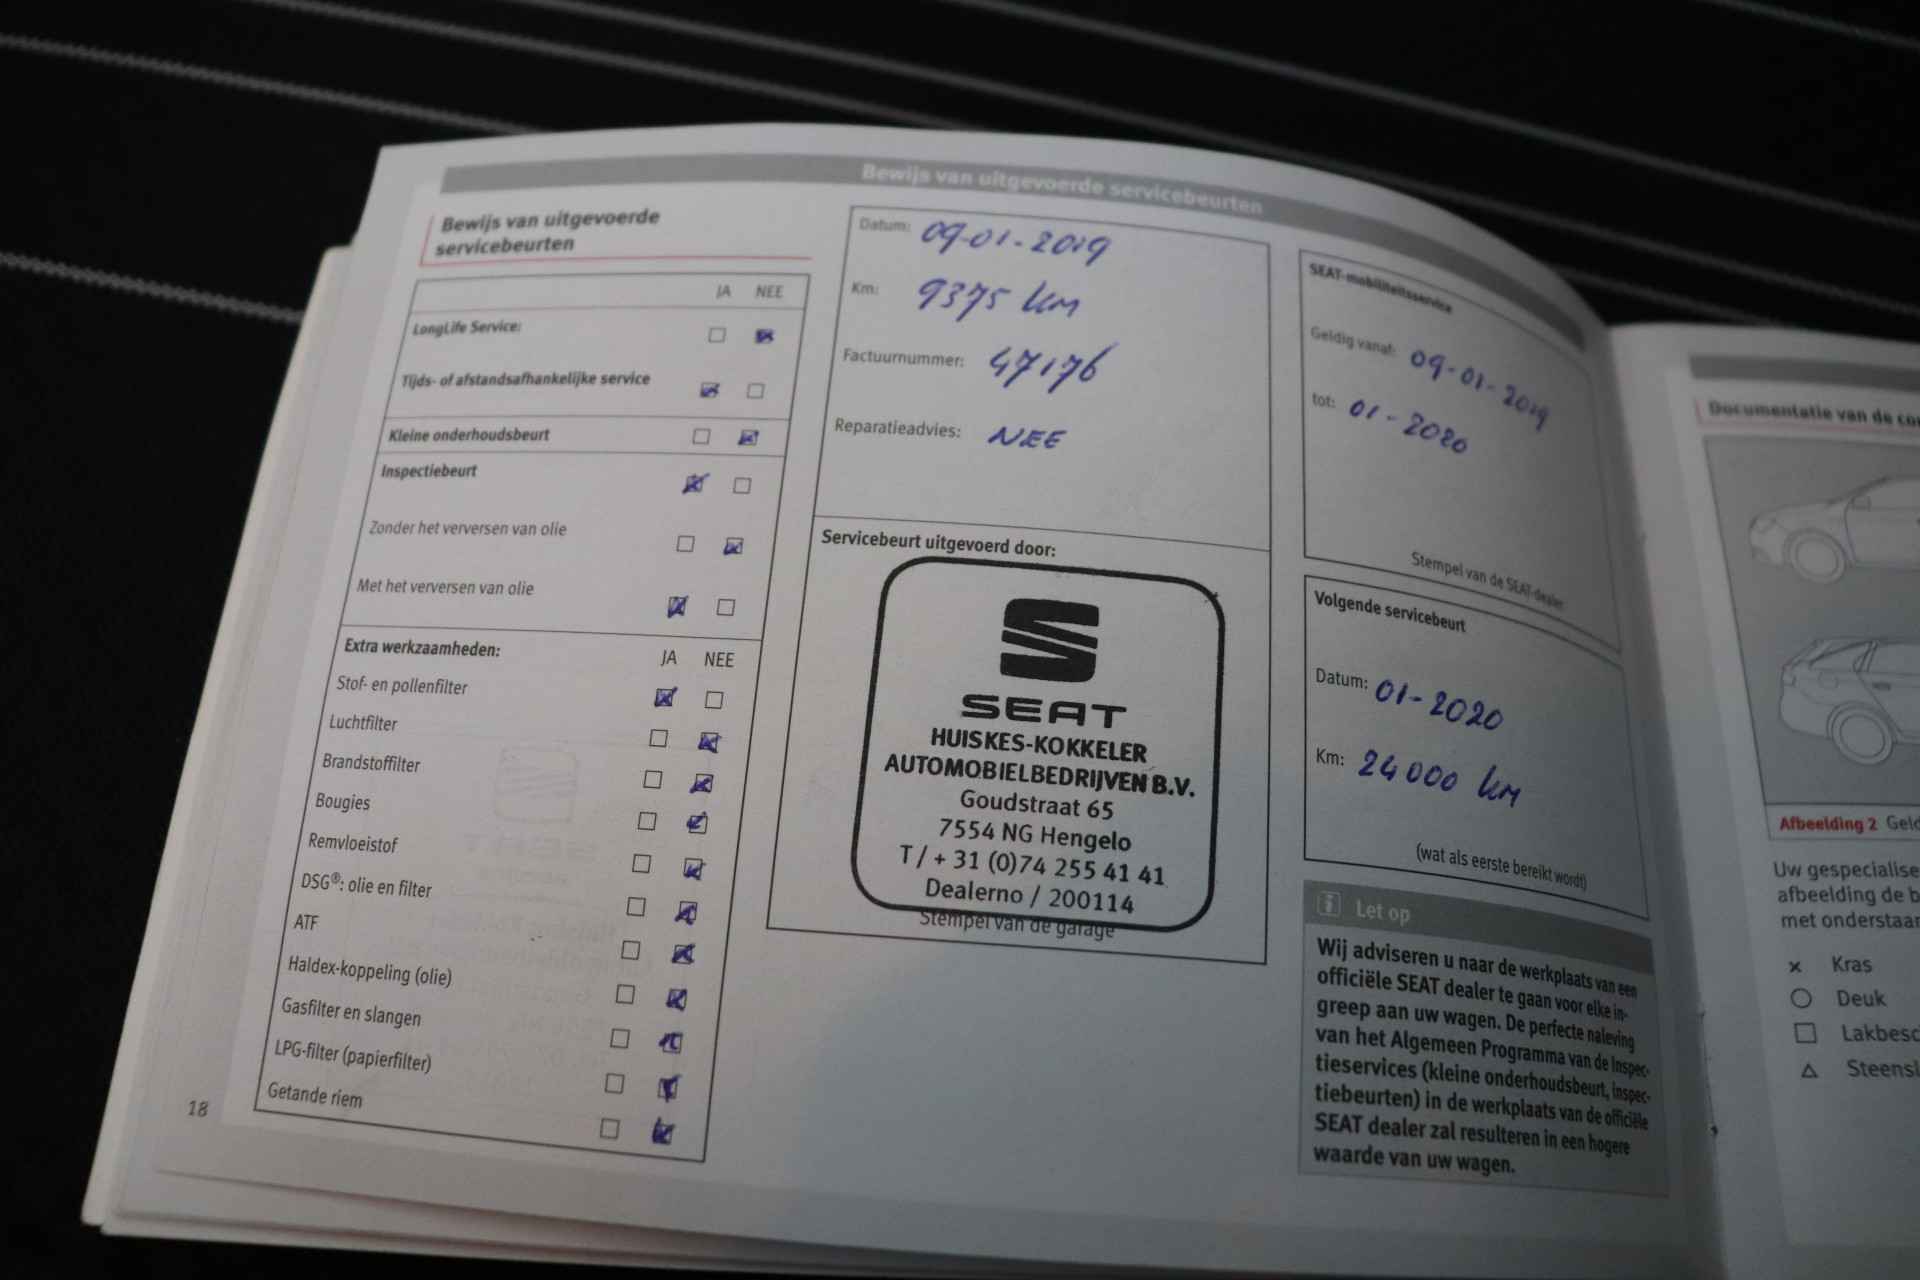 Bewijs van uitgevoerde servicebeurten
Bewijs van uitgevoerde
servicebeurten
JA NEE
LongLife Service:
Tijds- of afstandsafhankelijke service
Kleine onderhoudsbeurt
Inspectiebeurt
Zonder het verversen van olie
Met het verversen van olie
Extra werkzaamheden: JA NEE
Stof- en pollenfilter
Luchtfilter
Brandstoffilter
Bougies
Remvloeistof
DSG®: olie en filter
ATF
Haldex-koppeling (olie)
Gasfilter en slangen
LPG-filter (papierfilter)
Getande riem
18
Datum: 09-01-2019
Km: 9375 km
Factuurnummer: 47176
Reparatieadvies: NEE
Servicebeurt uitgevoerd door:
SEAT
HUISKES-KOKKELER
AUTOMOBIELBEDRIJVEN B.V.
Goudstraat 65
7554 NG Hengelo
T / + 31 (0)74 255 41 41
Dealerno / 200114
Stempel van de garage
SEAT-mobiliteitsservice
Geldig vanaf: 09-01-2019
tot: 01-2020
Stempel van de SEAT-dealer
Volgende servicebeurt
Datum: 01-2020
Km: 24000 km
(wat als eerste bereikt wordt)
Let op
Wij adviseren u naar de werkplaats van een
officiële SEAT dealer te gaan voor elke in-
greep aan uw wagen. De perfecte naleving
van het Algemeen Programma van de Inspec-
tieservices (kleine onderhoudsbeurt, inspec-
tiebeurten) in de werkplaats van de officiële
SEAT dealer zal resulteren in een hogere
waarde van uw wagen.
Documentatie van de
Afbeelding 2
Uw
afbeelding de
met
Kras
Deuk